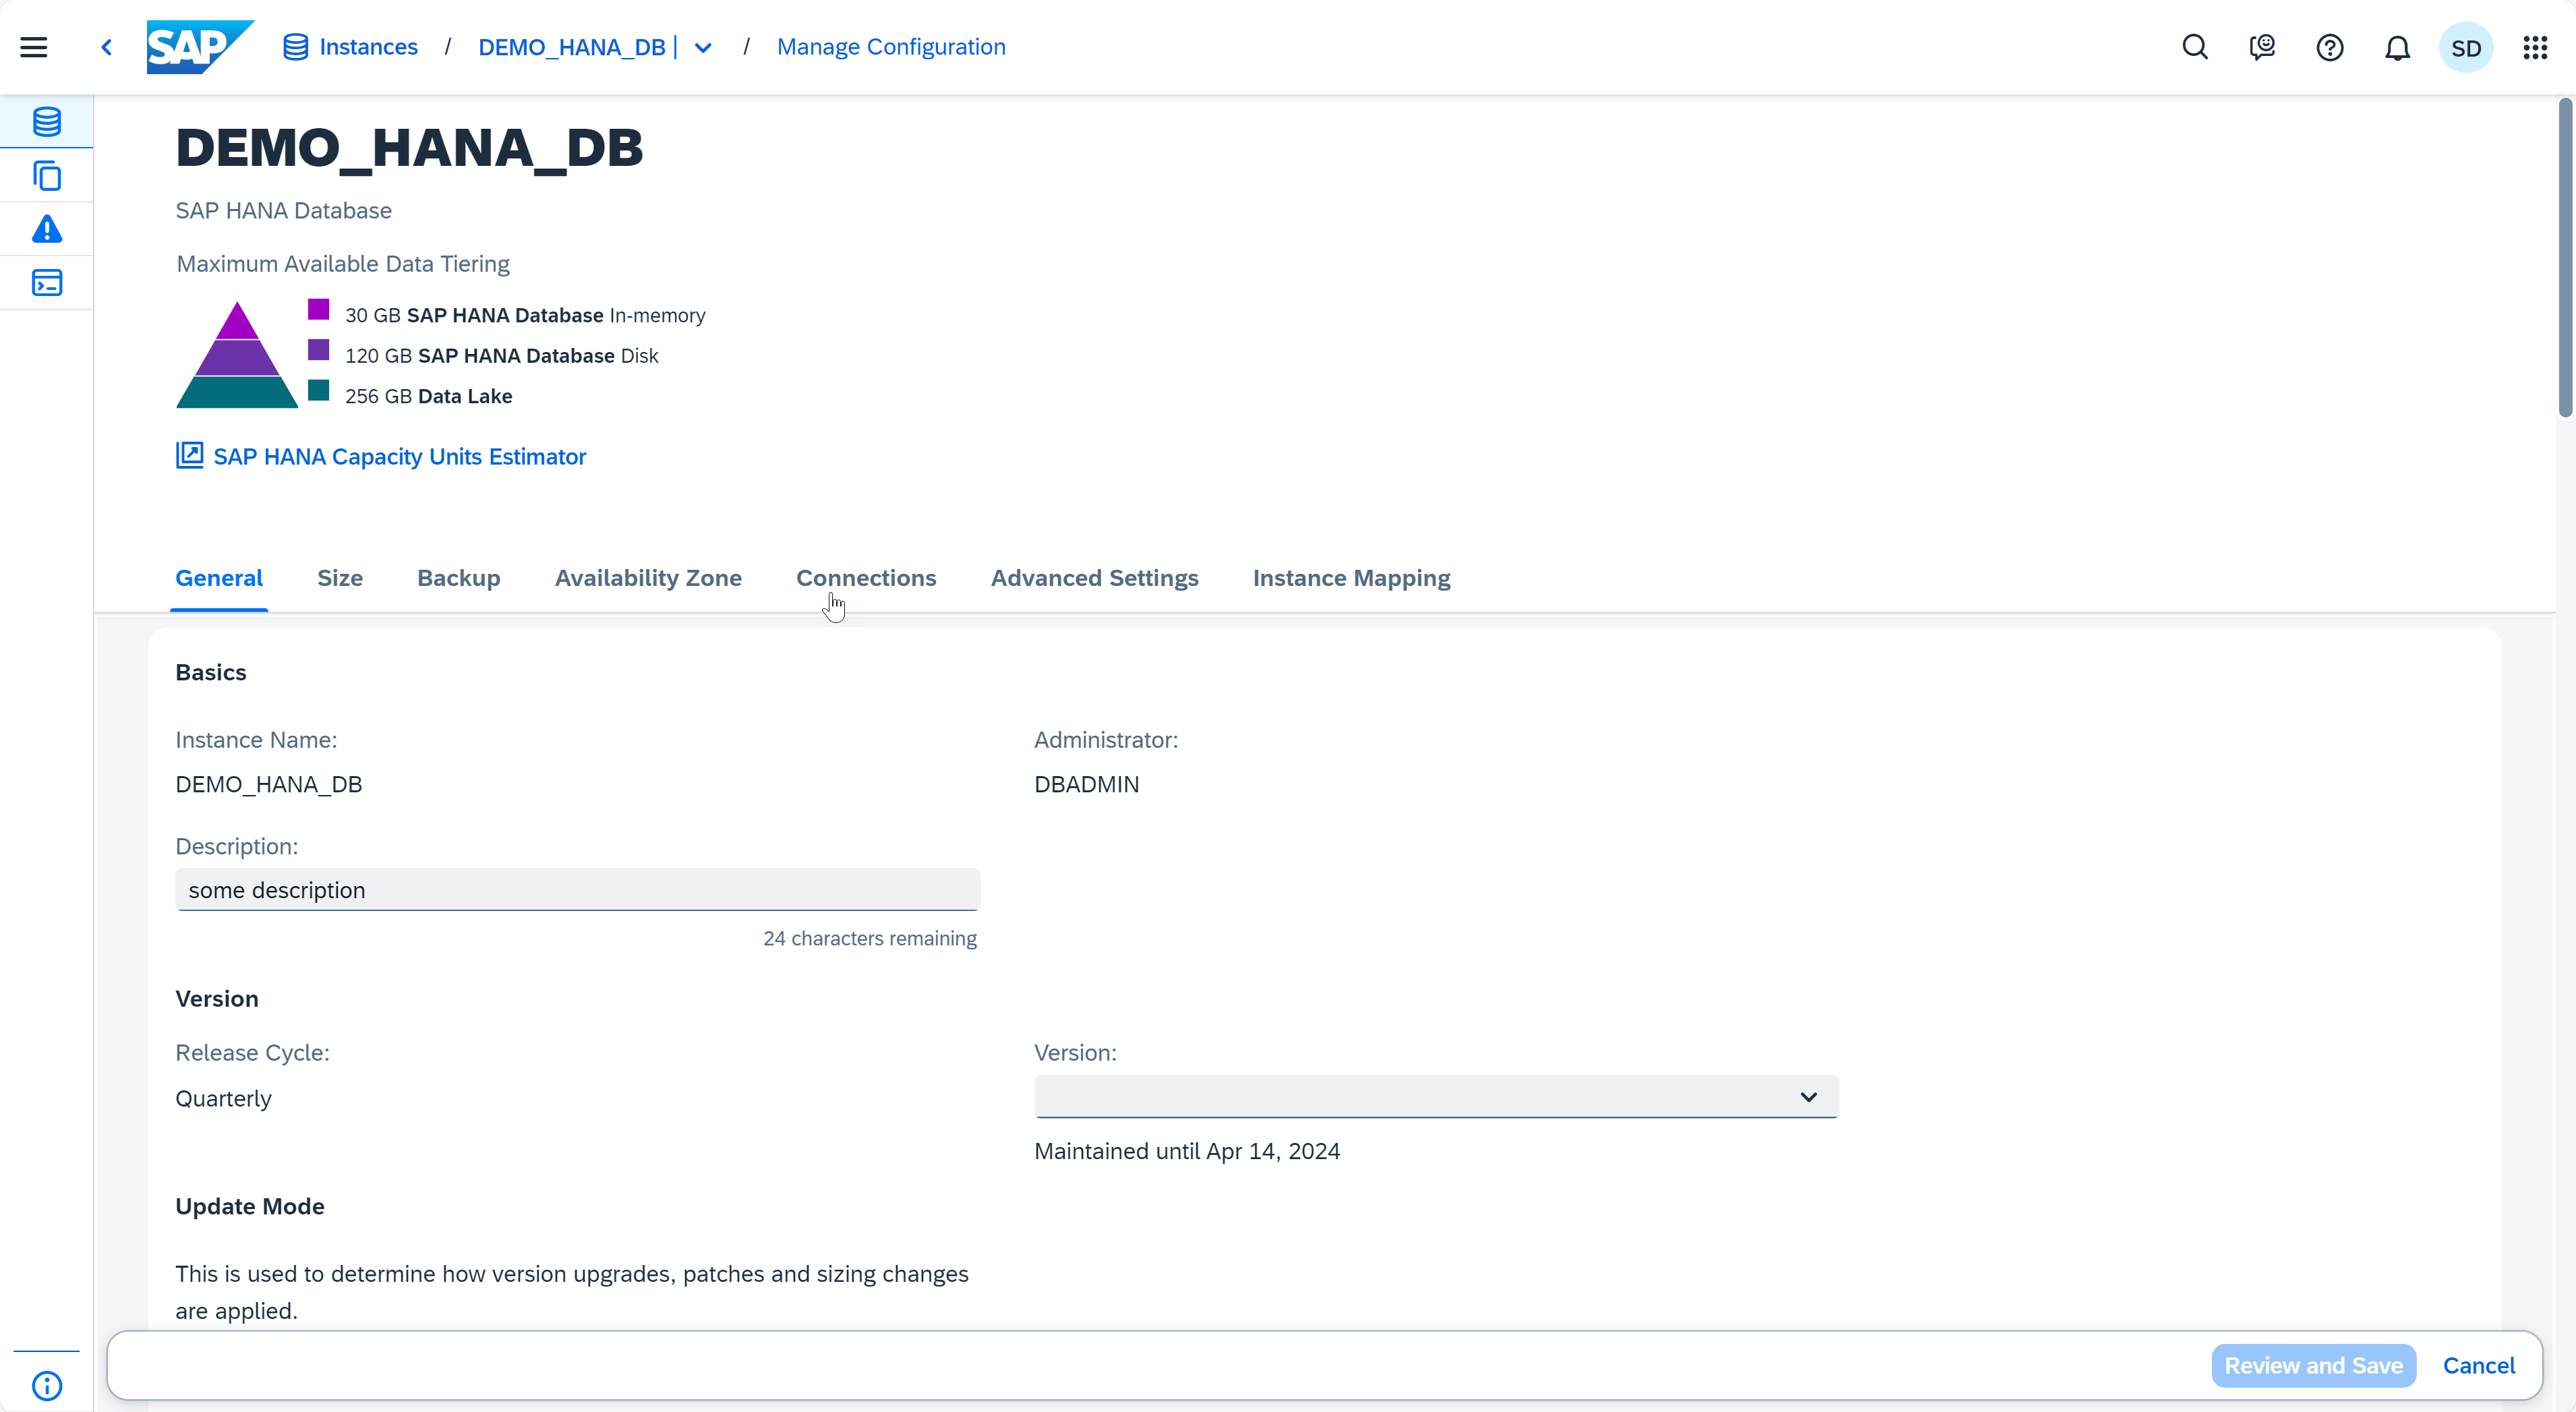 SAP Instances / DEMO_HANA_DB | / Manage Configuration SD
DEMO_HANA_DB
SAP HANA Database
Maximum Available Data Tiering
30 GB SAP HANA Database In-memory
120 GB SAP HANA Database Disk
256 GB Data Lake
SAP HANA Capacity Units Estimator
General Size Backup Availability Zone Connections Advanced Settings Instance Mapping
Basics
Instance Name: Administrator:
DEMO_HANA_DB DBADMIN
Description:
some description
24 characters remaining
Version
Release Cycle: Version:
Quarterly
Maintained until Apr 14, 2024
Update Mode
This is used to determine how version upgrades, patches and sizing changes
are applied.
Review and Save Cancel